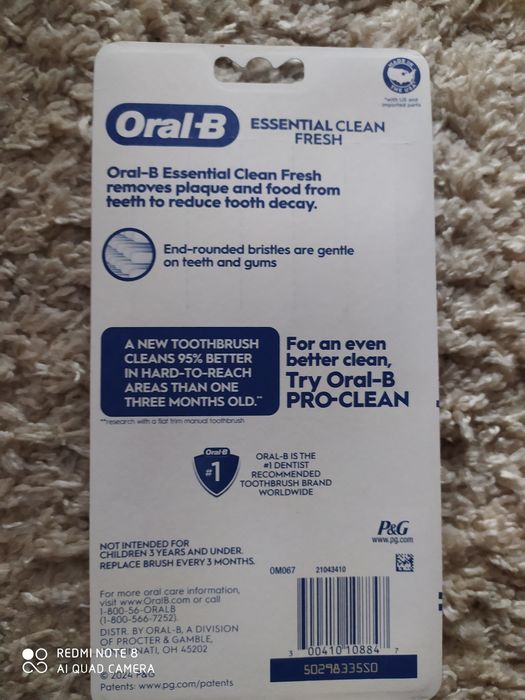 MADE IN
THE USA*
*with US and
imported parts
Oral-B
ESSENTIAL CLEAN
FRESH
Oral-B Essential Clean Fresh
removes plaque and food from
teeth to reduce tooth decay.
End-rounded bristles are gentle
on teeth and gums
A NEW TOOTHBRUSH
CLEANS 95% BETTER
IN HARD-TO-REACH
AREAS THAN ONE
THREE MONTHS OLD.**
**research with a flat trim manual toothbrush
For an even
better clean,
Try Oral-B
PRO-CLEAN
Oral-B
#1
ORAL-B IS THE
#1 DENTIST
RECOMMENDED
TOOTHBRUSH BRAND
WORLDWIDE
P&G
www.pg.com
NOT INTENDED FOR
CHILDREN 3 YEARS AND UNDER.
REPLACE BRUSH EVERY 3 MONTHS.
0M067 21043410
For more oral care information,
visit www.OralB.com or call
1-800-56-ORALB
(1-800-566-7252).
DISTR. BY ORAL-B, A DIVISION
OF PROCTER & GAMBLE,
NATI, OH 45202
© 2024 P&G
Patents: www.pg.com/patents
3 00410 10884 7
5029833550
REDMI NOTE 8
AI QUAD CAMERA